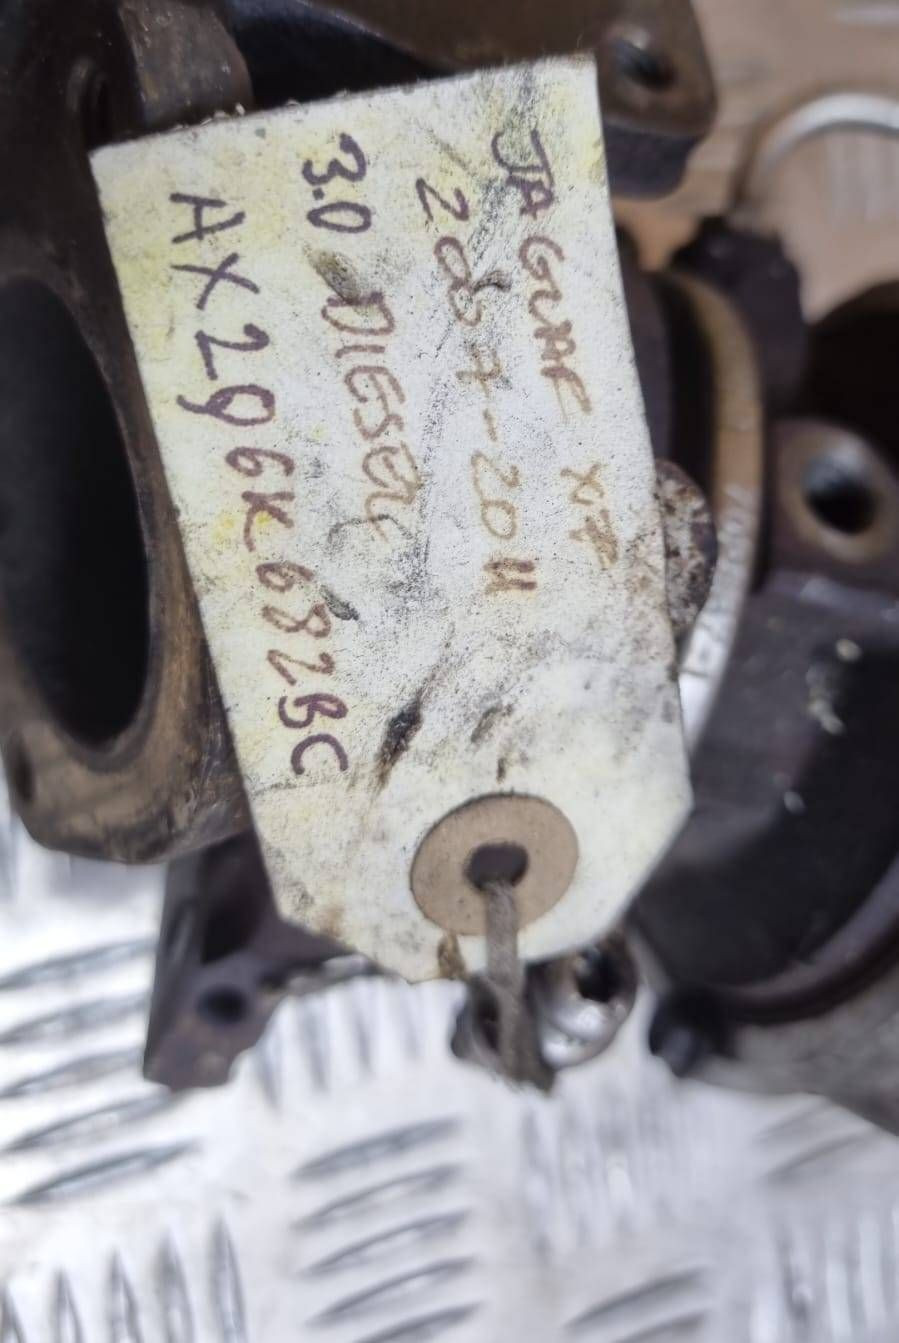 JAGUAR XF
2007-2011
3.0 DIESEL
AX2Q6K682BC